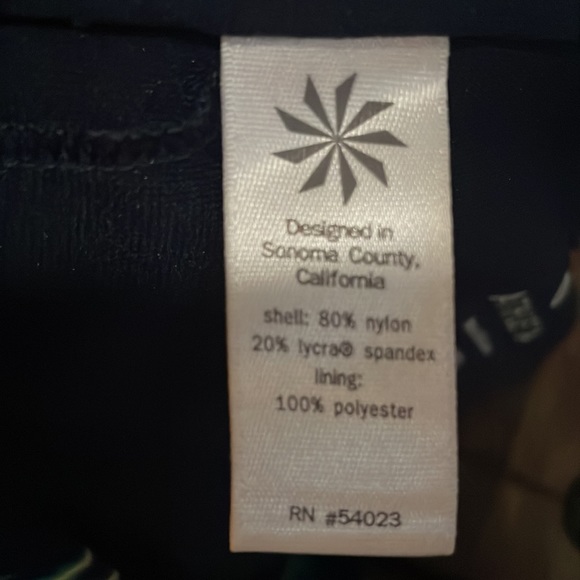 Designed in
Sonoma County,
California
shell: 80% nylon
20% lycra® spandex
lining:
100% polyester
RN #54023